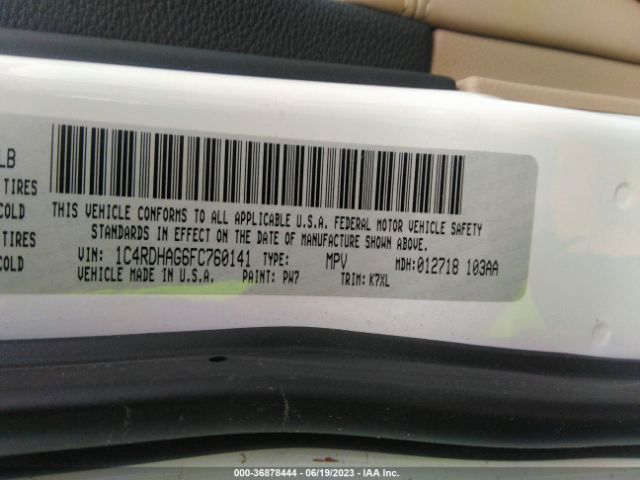 LB
TIRES
COLD
TIRES
COLD
THIS VEHICLE CONFORMS TO ALL APPLICABLE U.S.A. FEDERAL MOTOR VEHICLE SAFETY
STANDARDS IN EFFECT ON THE DATE OF MANUFACTURE SHOWN ABOVE.
VIN: 1C4RDHAG6FC760141 TYPE: MPV MDH:012718 103AA
VEHICLE MADE IN U.S.A. PAINT: PW7 TRIM: K7XL
000-36878444 - 06/19/2023 - IAA Inc.